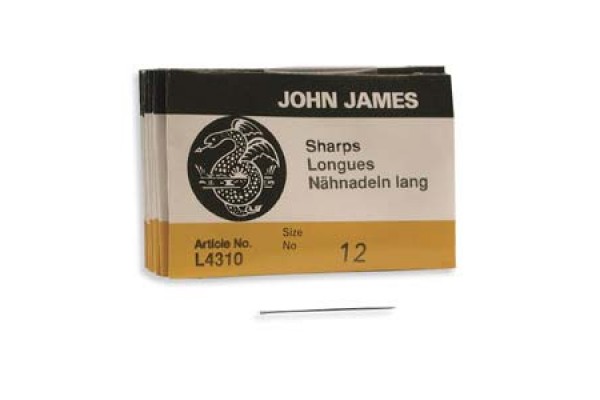 JOHN JAMES
Sharps
Longues
Nähnadeln lang
Article No.
L4310
Size
No
12